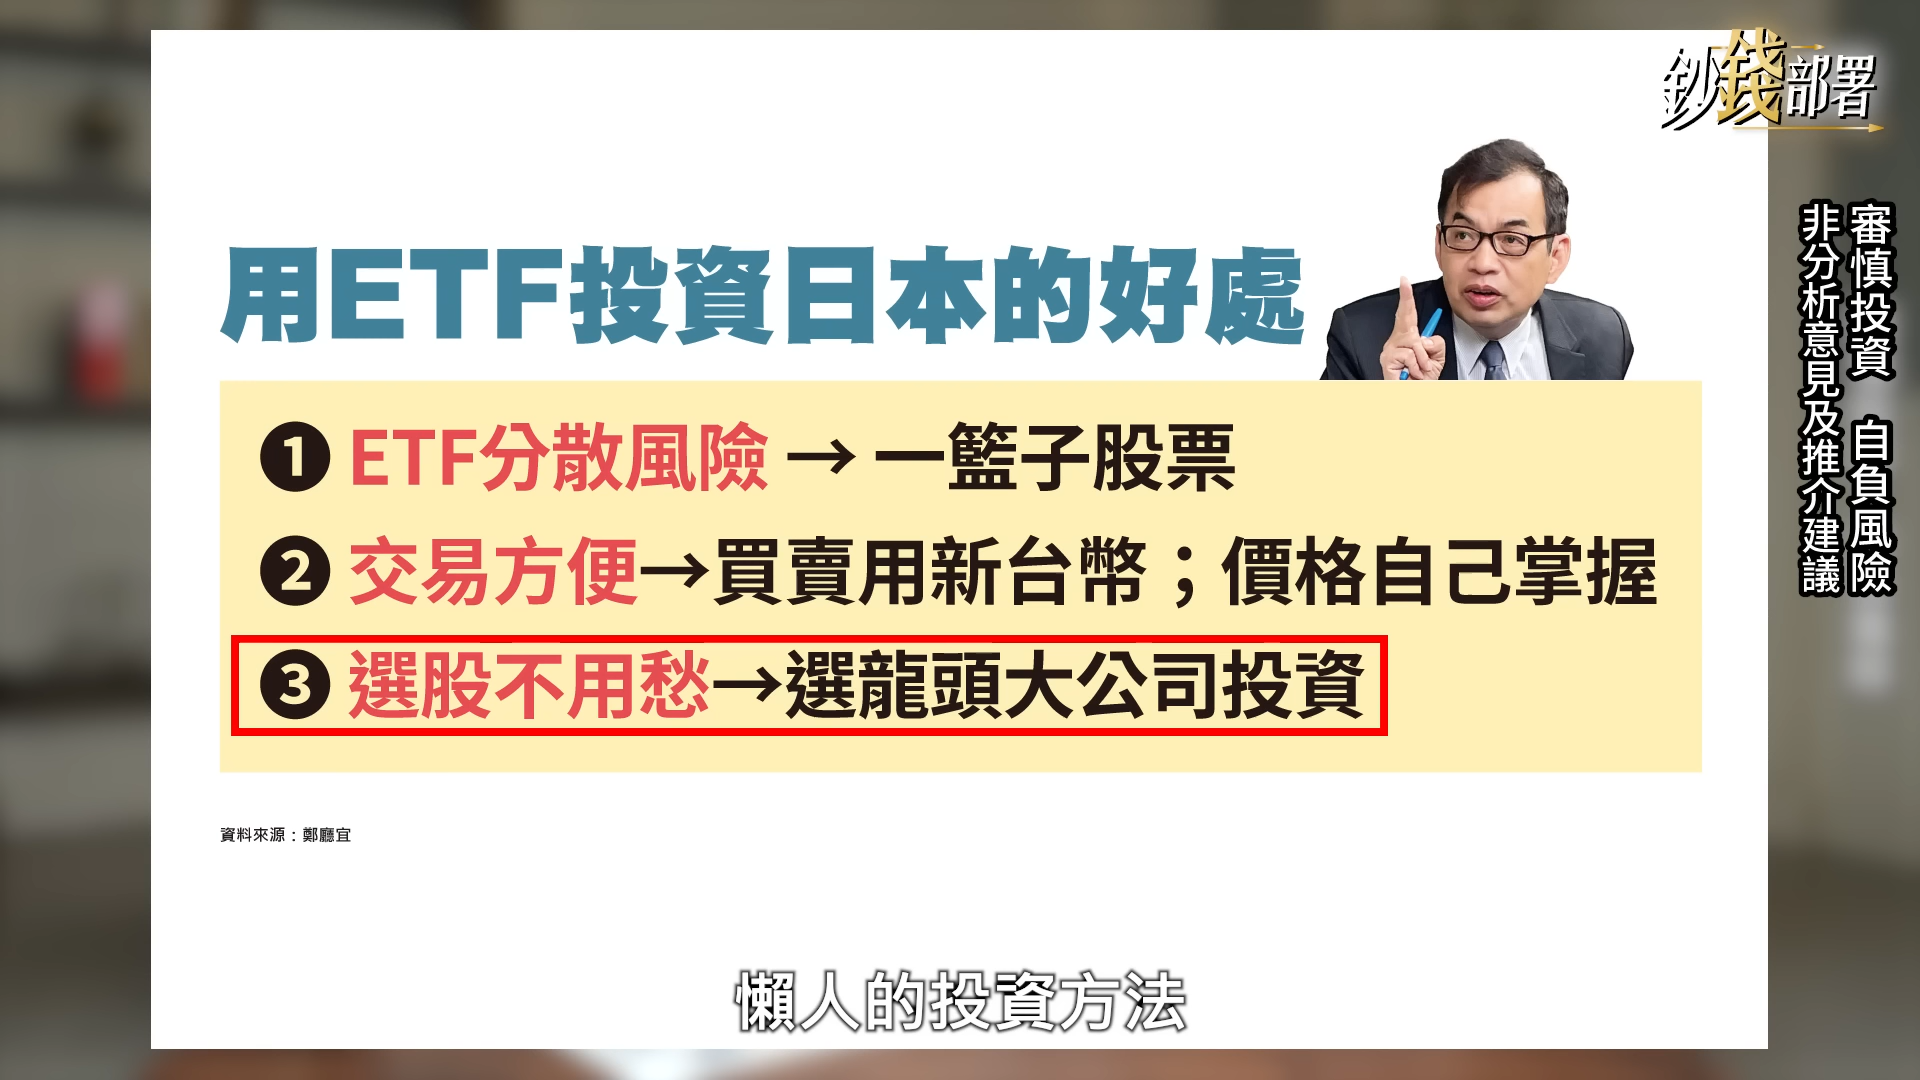 鈔錢部署
審慎投資 自負風險
非分析意見及推介建議
用ETF投資日本的好處
❶ ETF分散風險→一籃子股票
❷ 交易方便→買賣用新台幣；價格自己掌握
❸ 選股不用愁→選龍頭大公司投資
資料來源：鄭廳宜
懶人的投資方法